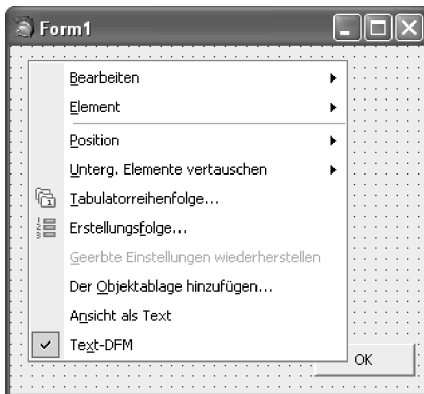 Form1
Bearbeiten
Element
Position
Unterg. Elemente vertauschen
Tabulatorreihenfolge...
Erstellungsfolge...
Geerbte Einstellungen wiederherstellen
Der Objektablage hinzufügen...
Ansicht als Text
Text-DFM
OK